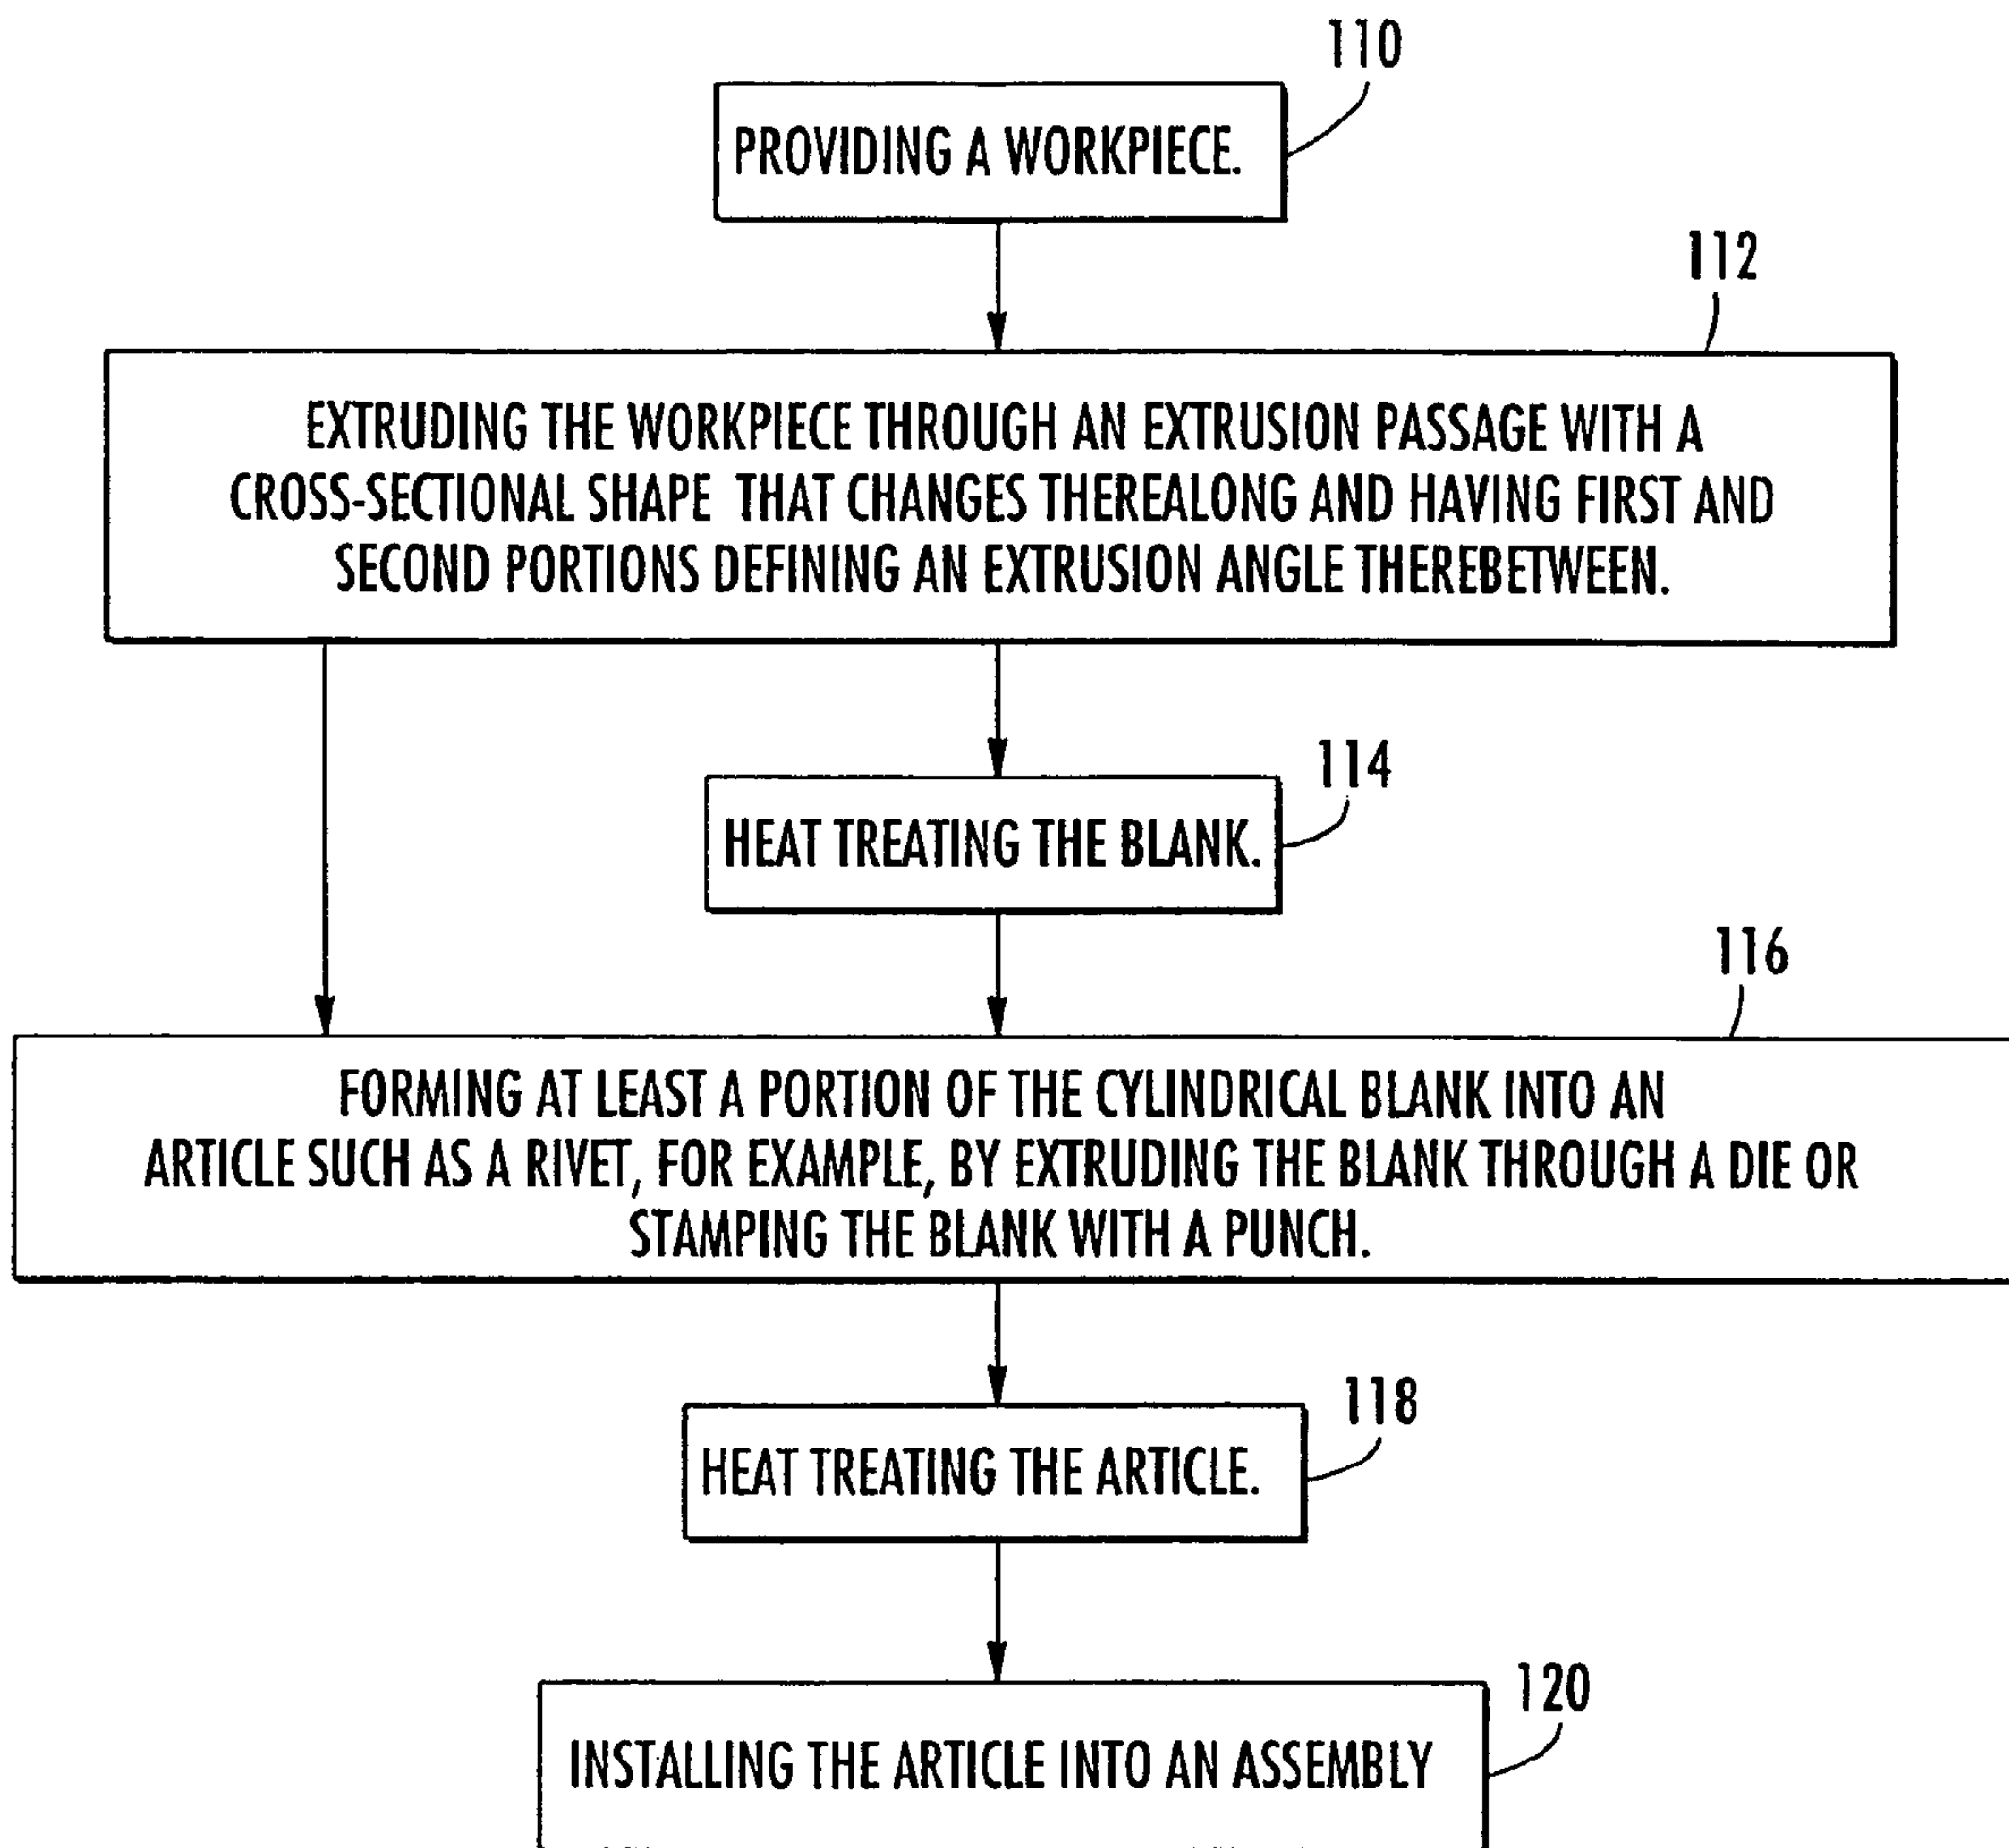 110
PROVIDING A WORKPIECE.
112
EXTRUDING THE WORKPIECE THROUGH AN EXTRUSION PASSAGE WITH A
CROSS-SECTIONAL SHAPE THAT CHANGES THEREALONG AND HAVING FIRST AND
SECOND PORTIONS DEFINING AN EXTRUSION ANGLE THEREBETWEEN.
114
HEAT TREATING THE BLANK.
116
FORMING AT LEAST A PORTION OF THE CYLINDRICAL BLANK INTO AN
ARTICLE SUCH AS A RIVET, FOR EXAMPLE, BY EXTRUDING THE BLANK THROUGH A DIE OR
STAMPING THE BLANK WITH A PUNCH.
118
HEAT TREATING THE ARTICLE.
120
INSTALLING THE ARTICLE INTO AN ASSEMBLY